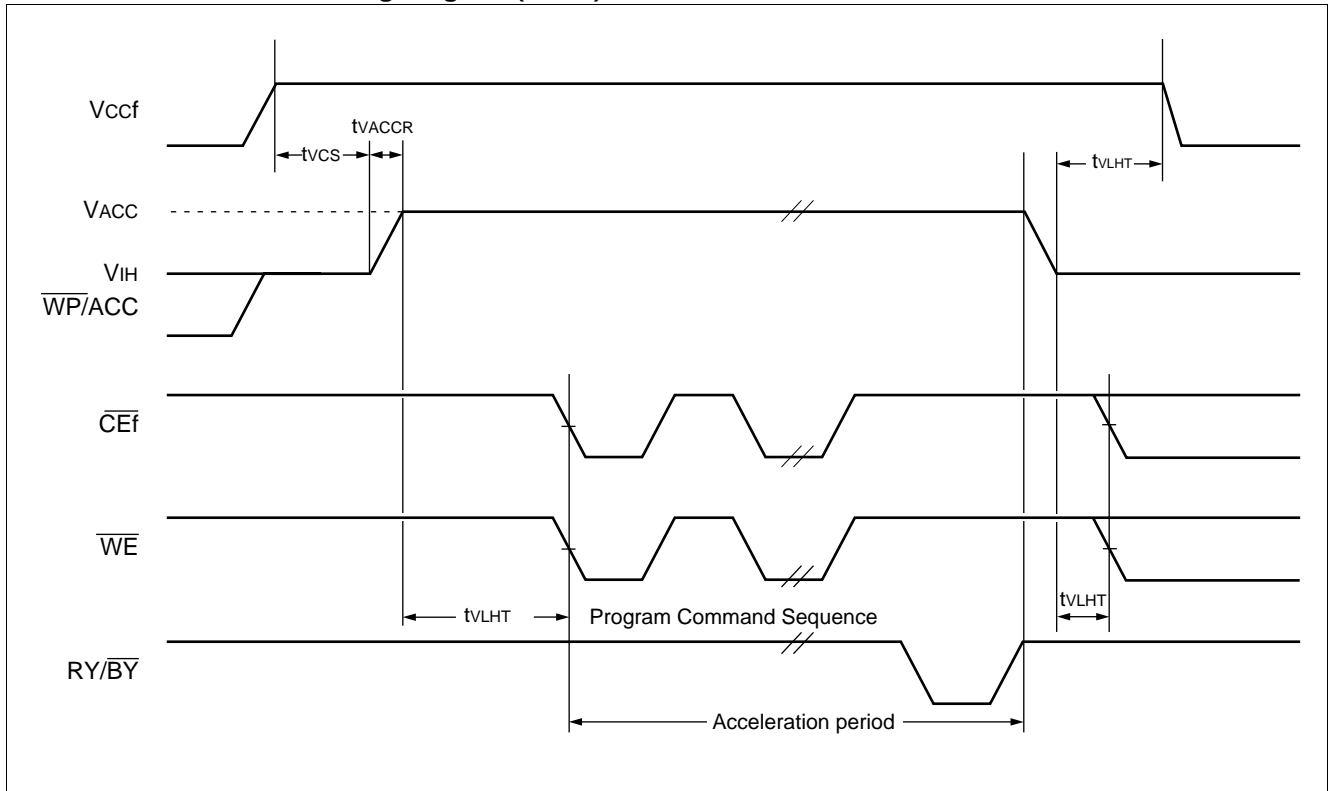 VCCf
tVACCR
tVCS
tVLHT
VACC
VIH
WP/ACC
CEf
WE
tVLHT
Program Command Sequence
tVLHT
RY/BY
Acceleration period